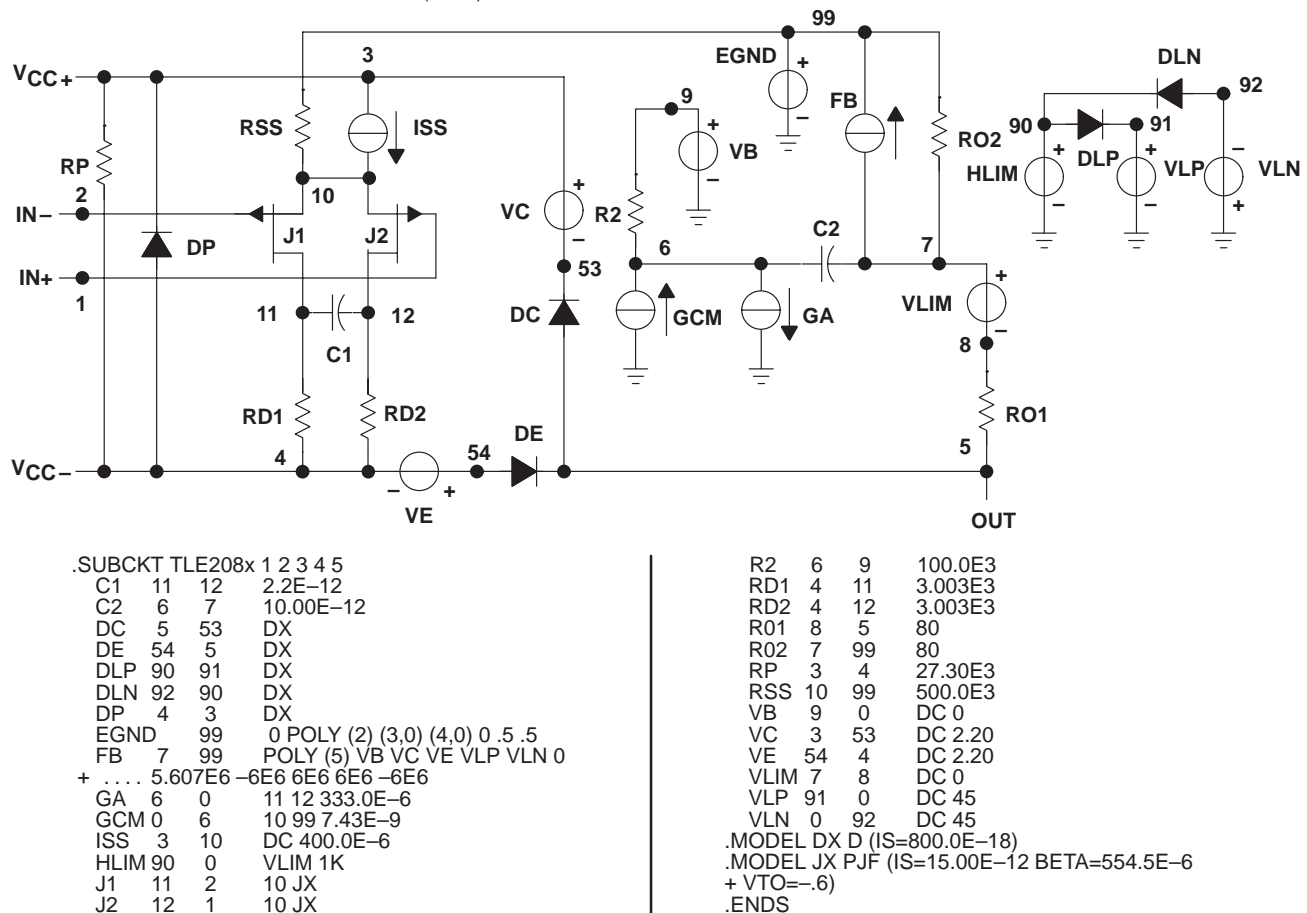 99
3
VCC+
EGND
+
−
FB
DLN
92
9
RSS
ISS
RO2
90
91
+
VB
−
RP
HLIM
+
−
DLP
+
−
VLP
−
+
VLN
10
2
IN−
VC
+
−
R2
C2
J1
J2
DP
6
7
IN+
53
1
+
11
12
DC
GCM
GA
VLIM
−
C1
8
RD1
RD2
RO1
DE
5
4
54
VCC−
−
+
VE
OUT
.SUBCKT TLE208x 1 2 3 4 5
C1 11 12 2.2E−12
C2 6 7 10.00E−12
DC 5 53 DX
DE 54 5 DX
DLP 90 91 DX
DLN 92 90 DX
DP 4 3 DX
EGND 99 0 POLY (2) (3,0) (4,0) 0 .5 .5
FB 7 99 POLY (5) VB VC VE VLP VLN 0
+ .... 5.607E6 −6E6 6E6 6E6 −6E6
GA 6 0 11 12 333.0E−6
GCM 0 6 10 99 7.43E−9
ISS 3 10 DC 400.0E−6
HLIM 90 0 VLIM 1K
J1 11 2 10 JX
J2 12 1 10 JX
R2 6 9 100.0E3
RD1 4 11 3.003E3
RD2 4 12 3.003E3
R01 8 5 80
R02 7 99 80
RP 3 4 27.30E3
RSS 10 99 500.0E3
VB 9 0 DC 0
VC 3 53 DC 2.20
VE 54 4 DC 2.20
VLIM 7 8 DC 0
VLP 91 0 DC 45
VLN 0 92 DC 45
.MODEL DX D (IS=800.0E−18)
.MODEL JX PJF (IS=15.00E−12 BETA=554.5E−6
+ VTO=−.6)
.ENDS